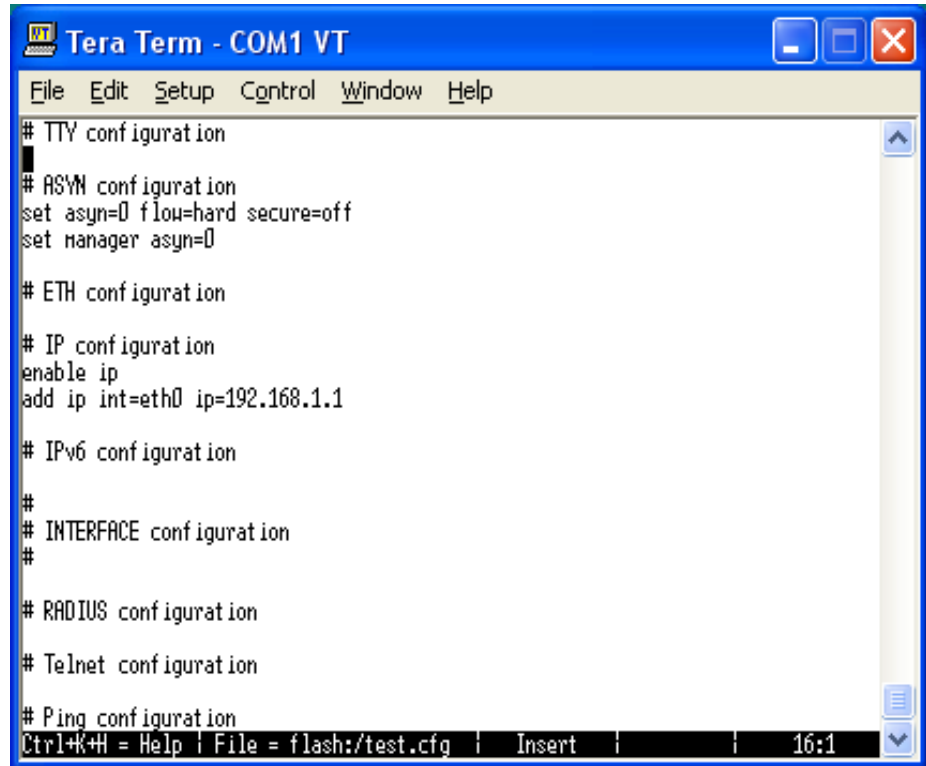 VT
Tera Term - COM1 VT
File Edit Setup Control Window Help
# TTY configuration
# ASYN configuration
set asyn=0 flow=hard secure=off
set manager asyn=0
# ETH configuration
# IP configuration
enable ip
add ip int=eth0 ip=192.168.1.1
# IPv6 configuration
#
# INTERFACE configuration
#
# RADIUS configuration
# Telnet configuration
# Ping configuration
Ctrl+K+H = Help | File = flash:/test.cfg | Insert | | 16:1